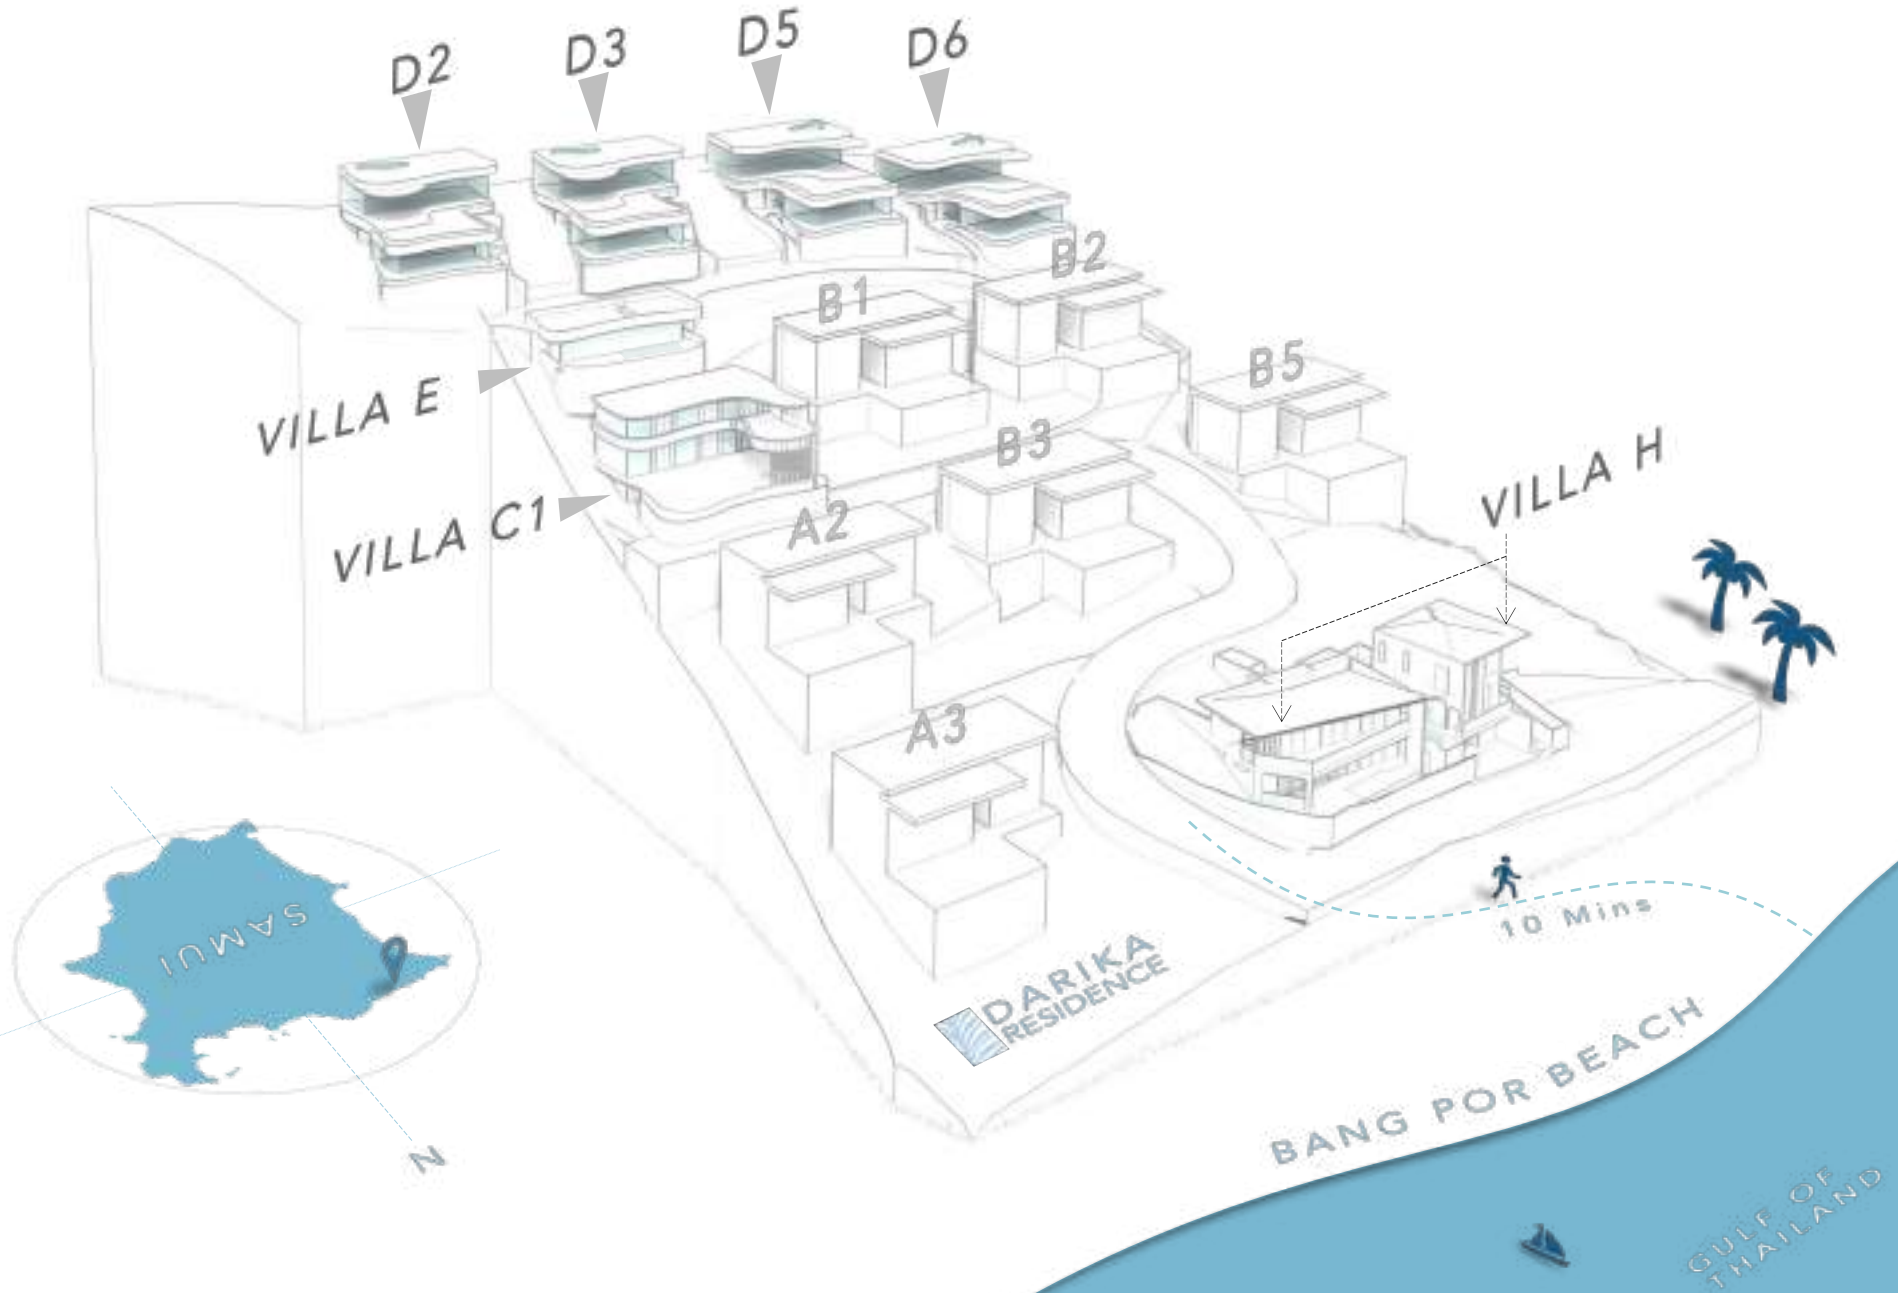 D2
D3
D5
D6
B2
B1
B5
VILLA E
B3
VILLA H
VILLA C1
A2
A3
SAMUI
10 Mins
DARIKA
RESIDENCE
BANG POR BEACH
N
GULF OF
THAILAND